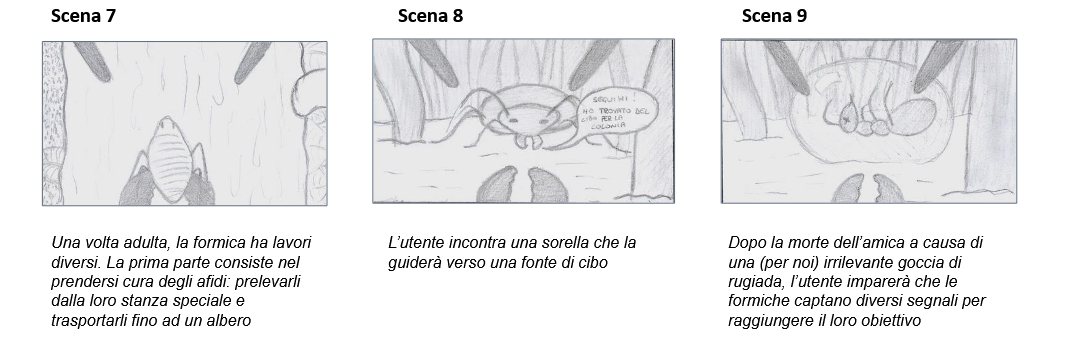 Scena 7
Una volta adulta, la formica ha lavori
diversi. La prima parte consiste nel
prendersi cura degli afidi: prelevarli
dalla loro stanza speciale e
trasportarli fino ad un albero
Scena 8
SEGUIMI!
HO TROVATO DEL
CIBO PER LA
COLONIA
L'utente incontra una sorella che la
guiderà verso una fonte di cibo
Scena 9
Dopo la morte dell'amica a causa di
una (per noi) irrilevante goccia di
rugiada, l'utente imparerà che le
formiche captano diversi segnali per
raggiungere il loro obiettivo